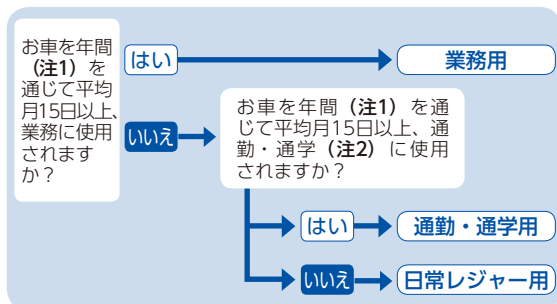 お車を年間
（注1）を
通じて平均
月15日以上、
業務に使用
されます
か？
はい
業務用
いいえ
お車を年間（注1）を通
じて平均月15日以上、通
勤・通学（注2）に使用
されますか？
はい
通勤・通学用
いいえ
日常レジャー用